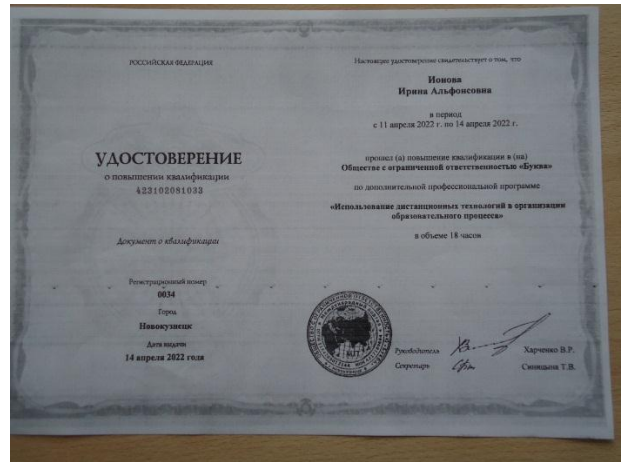 РОССИЙСКАЯ ФЕДЕРАЦИЯ
УДОСТОВЕРЕНИЕ
о повышении квалификации
423102081033
Документ о квалификации
Регистрационный номер
0034
Город
Новокузнецк
Дата выдачи
14 апреля 2022 года
Настоящее удостоверение свидетельствует о том, что
Ионова
Ирина Альфонсовна
в период
с 11 апреля 2022 г. по 14 апреля 2022 г.
прошел (а) повышение квалификации в (на)
Обществе с ограниченной ответственностью «Буква»
по дополнительной профессиональной программе
«Использование дистанционных технологий в организации
образовательного процесса»
в объеме 18 часов
Руководитель Харченко В.Р.
Секретарь Синицына Т.В.